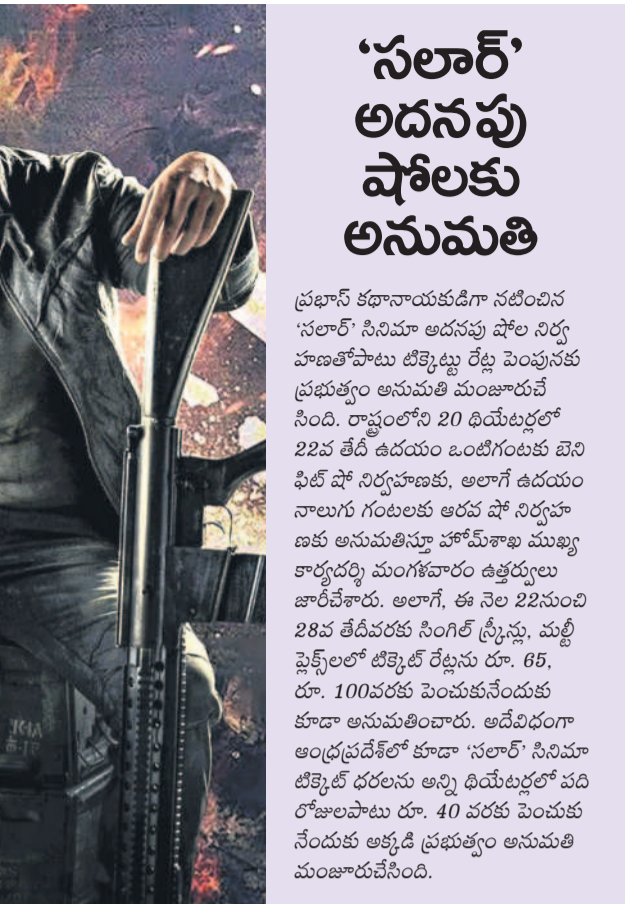 ‘సలార్’
అదనపు
షోలకు
అనుమతి
ప్రభాస్ కథానాయకుడిగా నటించిన
‘సలార్’ సినిమా అదనపు షోల నిర్వ
హణతోపాటు టిక్కెట్టు రేట్ల పెంపునకు
ప్రభుత్వం అనుమతి మంజూరుచే
సింది. రాష్ట్రంలోని 20 థియేటర్లలో
22వ తేదీ ఉదయం ఒంటిగంటకు బెని
ఫిట్ షో నిర్వహణకు, అలాగే ఉదయం
నాలుగు గంటలకు ఆరవ షో నిర్వహ
ణకు అనుమతిస్తూ హోమ్‌శాఖ ముఖ్య
కార్యదర్శి మంగళవారం ఉత్తర్వులు
జారీచేశారు. అలాగే, ఈ నెల 22నుంచి
28వ తేదీవరకు సింగిల్ స్క్రీన్లు, మల్టీ
ప్లెక్స్‌లలో టిక్కెట్ రేట్లను రూ. 65,
రూ. 100వరకు పెంచుకునేందుకు
కూడా అనుమతించారు. అదేవిధంగా
ఆంధ్రప్రదేశ్‌లో కూడా ‘సలార్’ సినిమా
టిక్కెట్ ధరలను అన్ని థియేటర్లలో పది
రోజులపాటు రూ. 40 వరకు పెంచుకు
నేందుకు అక్కడి ప్రభుత్వం అనుమతి
మంజూరుచేసింది.